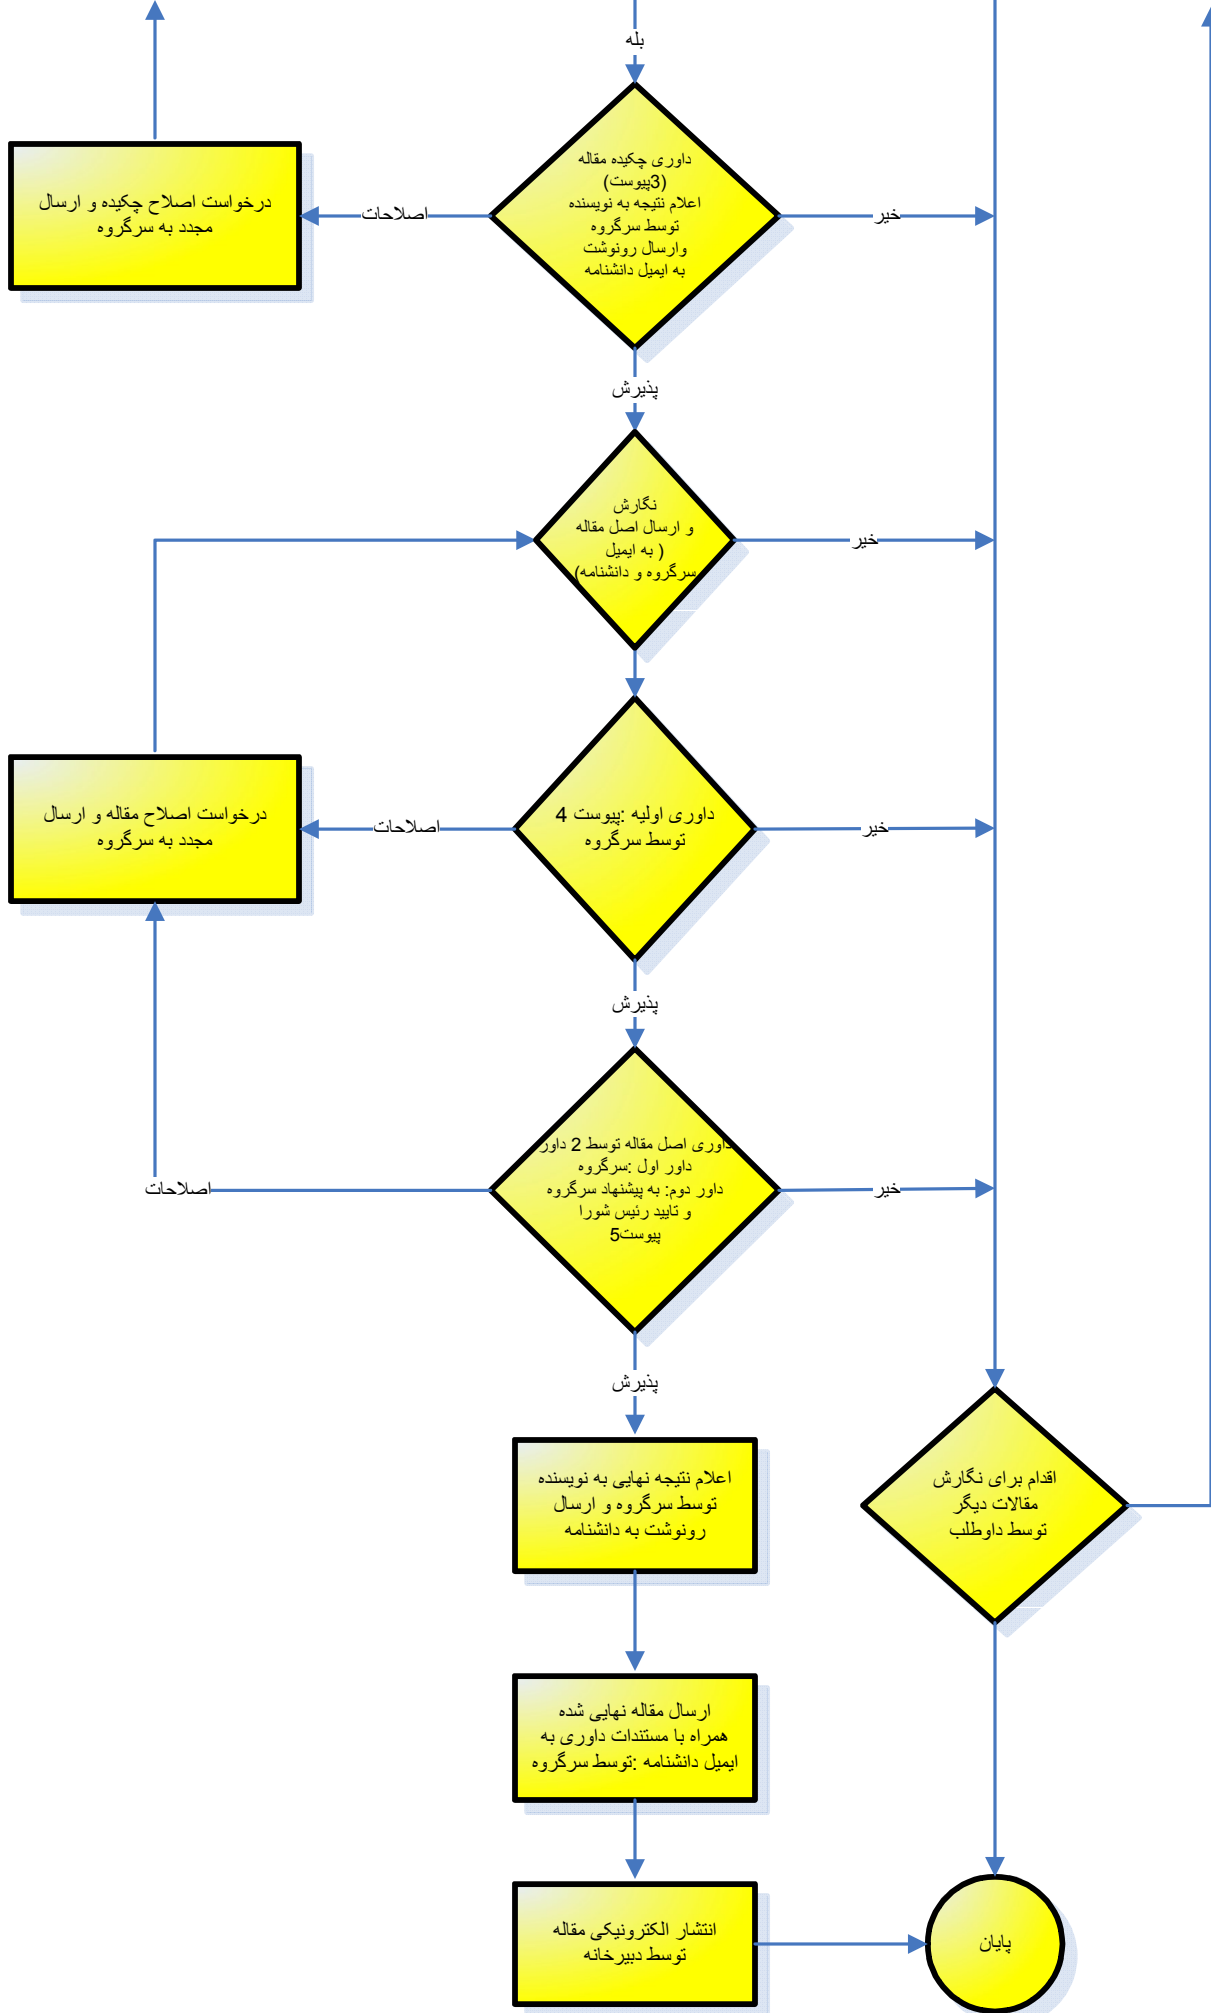 بله
داوری چکیده مقاله
(پیوست3)
اعلام نتیجه به نویسنده
توسط سرگروه
وارسال رونوشت
به ایمیل دانشنامه
اصلاحات
خیر
درخواست اصلاح چکیده و ارسال
مجدد به سرگروه
پذیرش
نگارش
و ارسال اصل مقاله
( به ایمیل
سرگروه و دانشنامه)
خیر
داوری اولیه :پیوست 4
توسط سرگروه
اصلاحات
خیر
درخواست اصلاح مقاله و ارسال
مجدد به سرگروه
پذیرش
داوری اصل مقاله توسط 2 داور
داور اول :سرگروه
داور دوم: به پیشنهاد سرگروه
و تایید رئیس شورا
پیوست5
خیر
اصلاحات
پذیرش
اعلام نتیجه نهایی به نویسنده
توسط سرگروه و ارسال
رونوشت به دانشنامه
اقدام برای نگارش
مقالات دیگر
توسط داوطلب
ارسال مقاله نهایی شده
همراه با مستندات داوری به
ایمیل دانشنامه :توسط سرگروه
انتشار الکترونیکی مقاله
توسط دبیرخانه
پایان